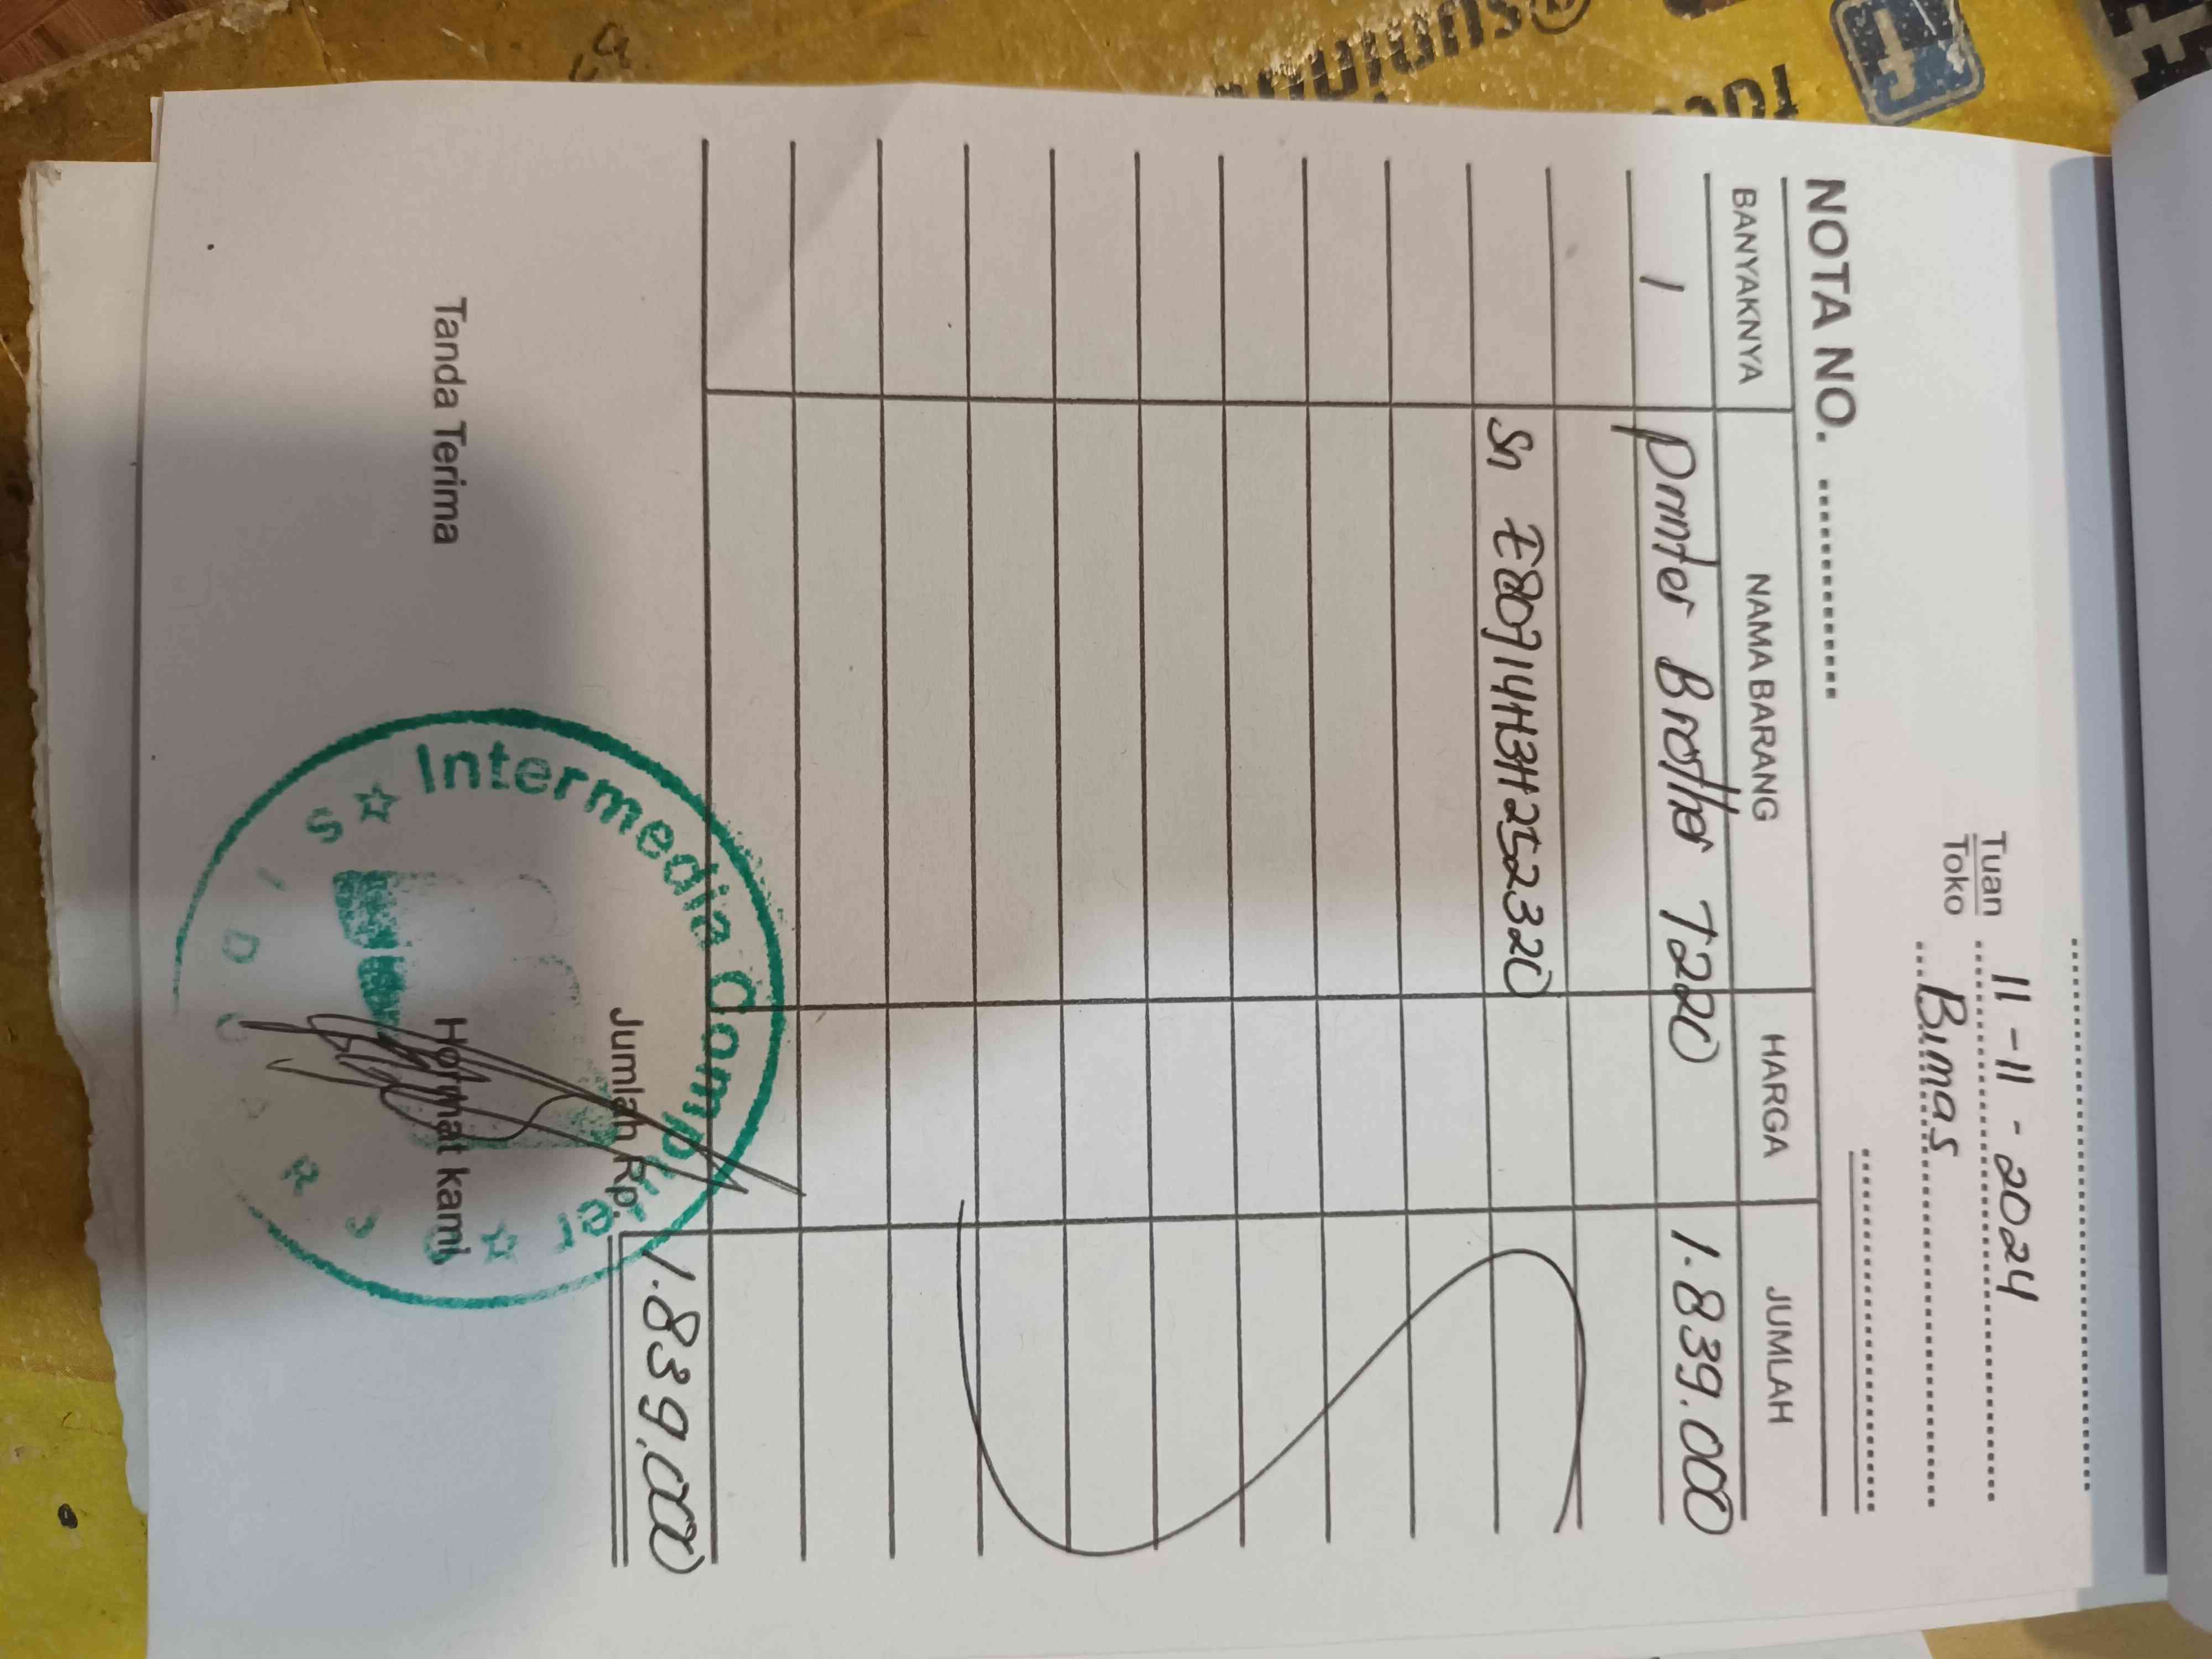 11-11-2024
Tuan
Toko
Bimas
NOTA NO.
BANYAKNYA NAMA BARANG HARGA JUMLAH
1 Printer Brother T220 1.839.000
Sn E80714H3H252320
Jumlah Rp. 1.839.000
Tanda Terima Hormat kami
Intermedia Computer